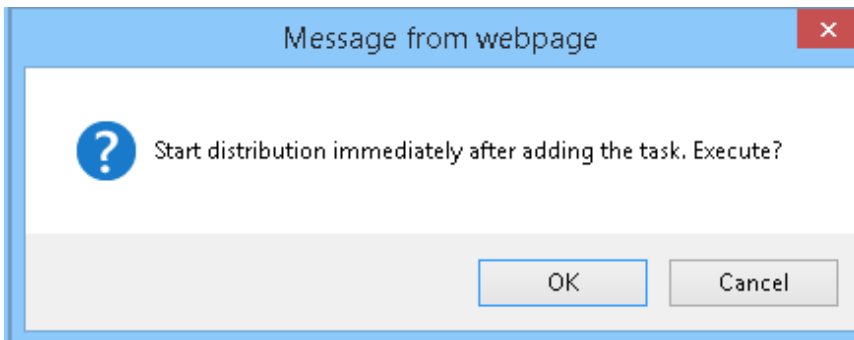 Message from webpage
Start distribution immediately after adding the task. Execute?
OK
Cancel